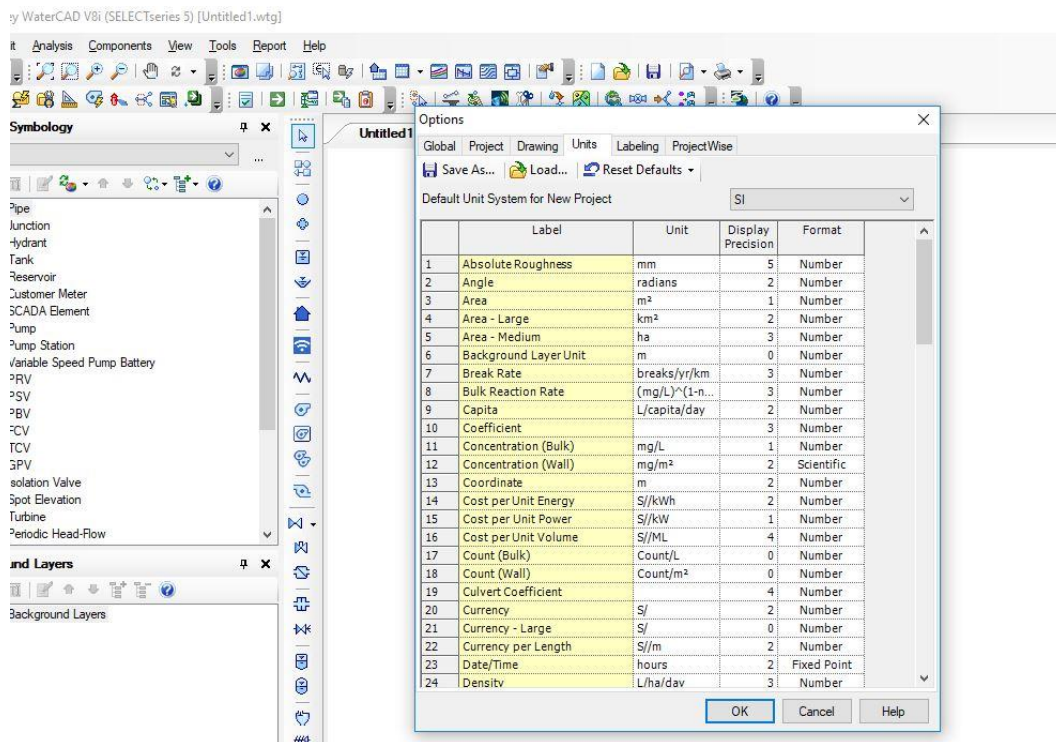 ey WaterCAD V8i (SELECTseries 5) [Untitled1.wtg]
it Analysis Components View Tools Report Help
Symbology
Untitled1
Pipe
Junction
Hydrant
Tank
Reservoir
Customer Meter
SCADA Element
Pump
Pump Station
Variable Speed Pump Battery
PRV
PSV
PBV
FCV
TCV
GPV
Isolation Valve
Spot Elevation
Turbine
Periodic Head-Flow
und Layers
Background Layers
Options
Global Project Drawing Units Labeling ProjectWise
Save As... Load... Reset Defaults
Default Unit System for New Project SI
Label Unit Display Precision Format
1 Absolute Roughness mm 5 Number
2 Angle radians 2 Number
3 Area m² 1 Number
4 Area - Large km² 2 Number
5 Area - Medium ha 3 Number
6 Background Layer Unit m 0 Number
7 Break Rate breaks/yr/km 3 Number
8 Bulk Reaction Rate (mg/L)^(1-n... 3 Number
9 Capita L/capita/day 2 Number
10 Coefficient 3 Number
11 Concentration (Bulk) mg/L 1 Number
12 Concentration (Wall) mg/m² 2 Scientific
13 Coordinate m 2 Number
14 Cost per Unit Energy S//kWh 2 Number
15 Cost per Unit Power S//kW 1 Number
16 Cost per Unit Volume S//ML 4 Number
17 Count (Bulk) Count/L 0 Number
18 Count (Wall) Count/m² 0 Number
19 Culvert Coefficient 4 Number
20 Currency S/ 2 Number
21 Currency - Large S/ 0 Number
22 Currency per Length S//m 2 Number
23 Date/Time hours 2 Fixed Point
24 Density L/ha/day 3 Number
OK Cancel Help